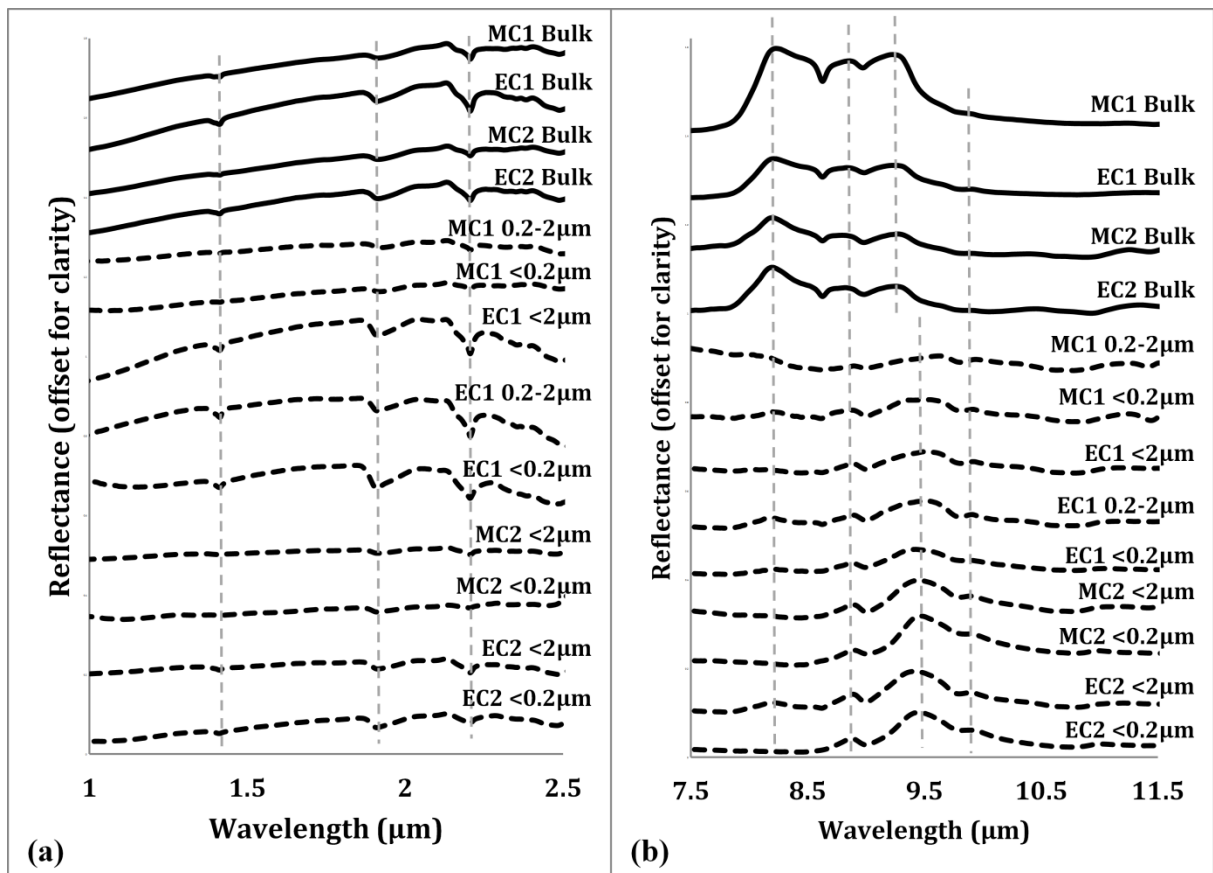 Reflectance (offset for clarity)
MC1 Bulk
EC1 Bulk
MC2 Bulk
EC2 Bulk
MC1 0.2-2µm
MC1 <0.2µm
EC1 <2µm
EC1 0.2-2µm
EC1 <0.2µm
MC2 <2µm
MC2 <0.2µm
EC2 <2µm
EC2 <0.2µm
1 1.5 2 2.5
Wavelength (µm)
(a)
Reflectance (offset for clarity)
MC1 Bulk
EC1 Bulk
MC2 Bulk
EC2 Bulk
MC1 0.2-2µm
MC1 <0.2µm
EC1 <2µm
EC1 0.2-2µm
EC1 <0.2µm
MC2 <2µm
MC2 <0.2µm
EC2 <2µm
EC2 <0.2µm
7.5 8.5 9.5 10.5 11.5
Wavelength (µm)
(b)